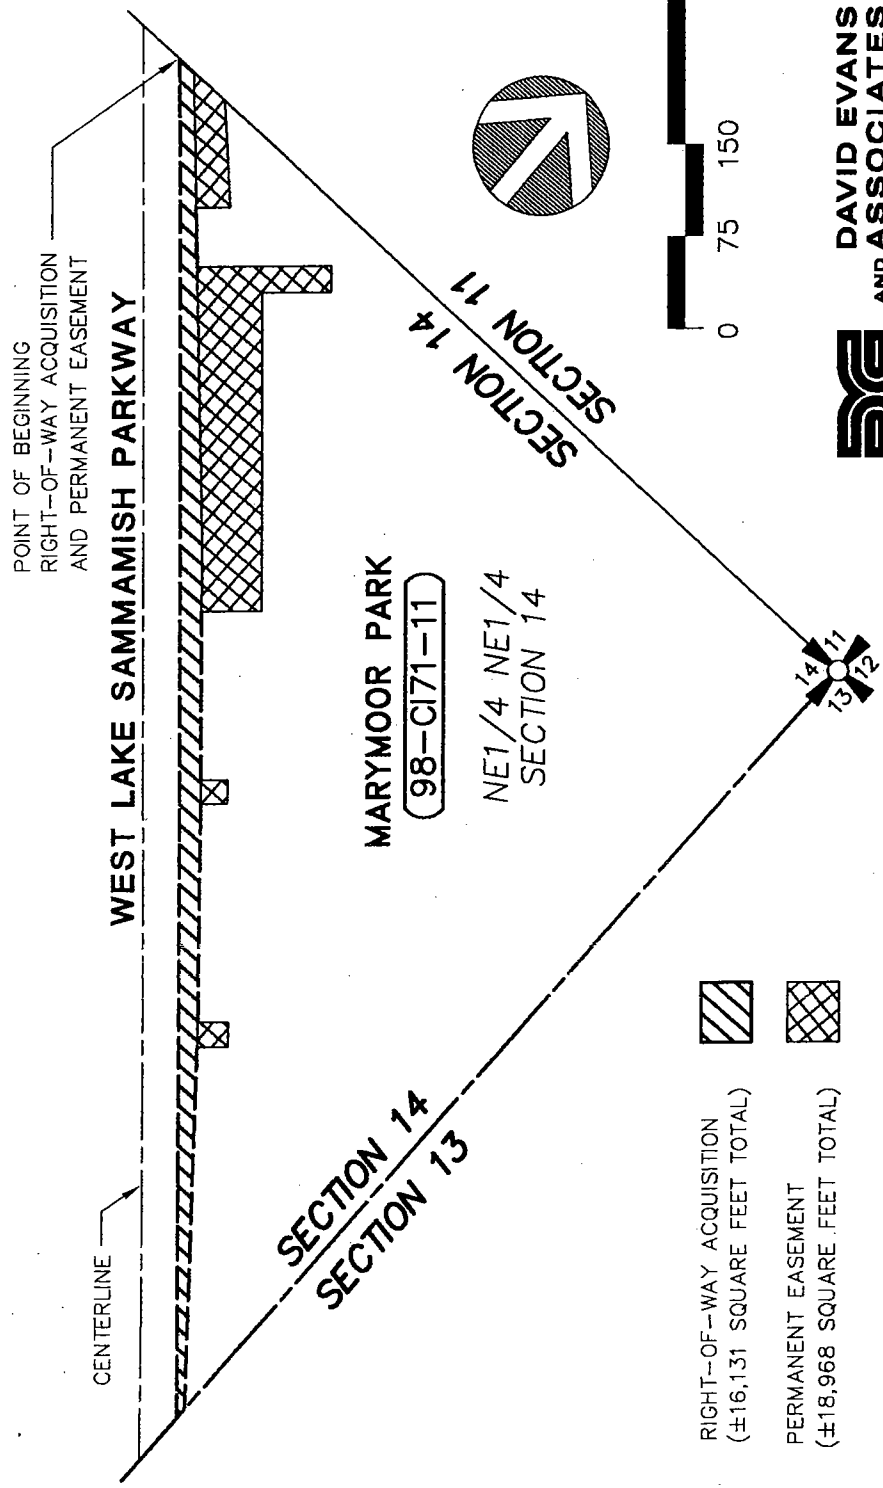 POINT OF BEGINNING
RIGHT-OF-WAY ACQUISITION
AND PERMANENT EASEMENT
WEST LAKE SAMMAMISH PARKWAY
CENTERLINE
MARYMOOR PARK
98-CI71-11
NE1/4 NE1/4
SECTION 14
SECTION 14
SECTION 11
SECTION 14
SECTION 13
14
11
13
12
0 75 150
RIGHT-OF-WAY ACQUISITION
(±16,131 SQUARE FEET TOTAL)
PERMANENT EASEMENT
(±18,968 SQUARE FEET TOTAL)
DAVID EVANS
AND ASSOCIATES